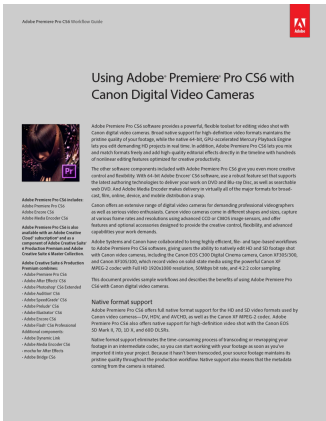 Adobe Premiere Pro CS6 Workflow Guide
Adobe
Using Adobe® Premiere® Pro CS6 with
Canon Digital Video Cameras
Adobe Premiere Pro CS6 software provides a powerful, flexible toolset for editing video shot with
Canon digital video cameras. Broad native support for high-definition video formats maintains the
pristine quality of your footage, while the native-64-bit, GPU-accelerated Mercury Playback Engine
lets you edit demanding HD projects in real time. In addition, Adobe Premiere Pro CS6 lets you mix
and match formats freely and add high-quality editorial effects directly in the timeline with hundreds
of nonlinear editing features optimized for creative productivity.
The other software components included with Adobe Premiere Pro CS6 give you even more creative
control and flexibility. With 64-bit Adobe Encore® CS6 software, use a robust feature set that supports
the latest authoring technologies to deliver your work on DVD and Blu-ray Disc, as well as searchable
web DVD. And Adobe Media Encoder makes delivery in virtually all of the major formats for broad-
cast, film, online, device, and mobile distribution a snap.
Canon offers an extensive range of digital video cameras for demanding professional videographers
as well as serious video enthusiasts. Canon video cameras come in different shapes and sizes, capture
at various frame rates and resolutions using advanced CCD or CMOS image sensors, and offer
features and optional accessories designed to provide the creative control, flexibility, and advanced
capabilities your work demands.
Adobe Systems and Canon have collaborated to bring highly efficient, file- and tape-based workflows
to Adobe Premiere Pro CS6 software, giving users the ability to natively edit HD and SD footage shot
with Canon video cameras, including the Canon EOS C300 Digital Cinema camera, Canon XF305/300,
and Canon XF105/100, which record video on solid-state media using the powerful Canon XF
MPEG-2 codec with Full HD 1920x1080 resolution, 50Mbps bit rate, and 4:2:2 color sampling.
This document provides sample workflows and describes the benefits of using Adobe Premiere Pro
CS6 with Canon digital video cameras.
Native format support
Adobe Premiere Pro CS6 offers full native format support for the HD and SD video formats used by
Canon video cameras—DV, HDV, and AVCHD, as well as the Canon XF MPEG-2 codec. Adobe
Premiere Pro CS6 also offers native support for high-definition video shot with the Canon EOS
5D Mark II, 7D, 1D X, and 60D DSLRs.
Native format support eliminates the time-consuming process of transcoding or rewrapping your
footage in an intermediate codec, so you can start working with your footage as soon as you've
imported it into your project. Because it hasn't been transcoded, your source footage maintains its
pristine quality throughout the production workflow. Native support also means that the metadata
coming from the camera is retained.
Pr
Adobe Premiere Pro CS6 includes:
Adobe Premiere Pro CS6
Adobe Encore CS6
Adobe Media Encoder CS6
Adobe Premiere Pro CS6 is also
available with an Adobe Creative
Cloud™ subscription* and as a
component of Adobe Creative Suite®
6 Production Premium and Adobe
Creative Suite 6 Master Collection.
Adobe Creative Suite 6 Production
Premium combines:
• Adobe Premiere Pro CS6
• Adobe After Effects® CS6
• Adobe Photoshop® CS6 Extended
• Adobe Audition® CS6
• Adobe SpeedGrade™ CS6
• Adobe Prelude™ CS6
• Adobe Illustrator® CS6
• Adobe Encore CS6
• Adobe Flash® CS6 Professional
Additional components:
• Adobe Dynamic Link
• Adobe Media Encoder CS6
• mocha for After Effects
• Adobe Bridge CS6